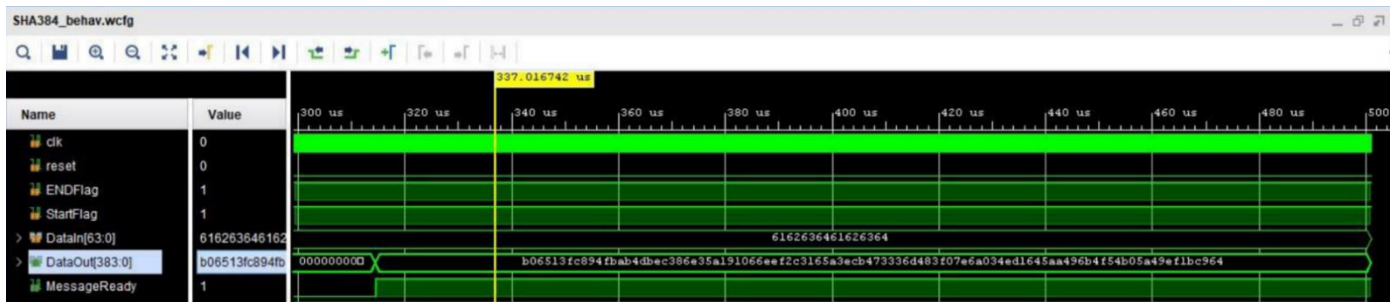 SHA384_behav.wcfg
337.016742 us
Name Value 300 us 320 us 340 us 360 us 380 us 400 us 420 us 440 us 460 us 480 us 500
clk 0
reset 0
ENDFlag 1
StartFlag 1
DataIn[63:0] 616263646162 6162636461626364
DataOut[383:0] b06513fc894fb 00000000 b06513fc894fbab4dbec386e35a191066eef2c3165a3ecb473336d483f07e6a034ed1645aa496b4f54b05a49ef1bc964
MessageReady 1